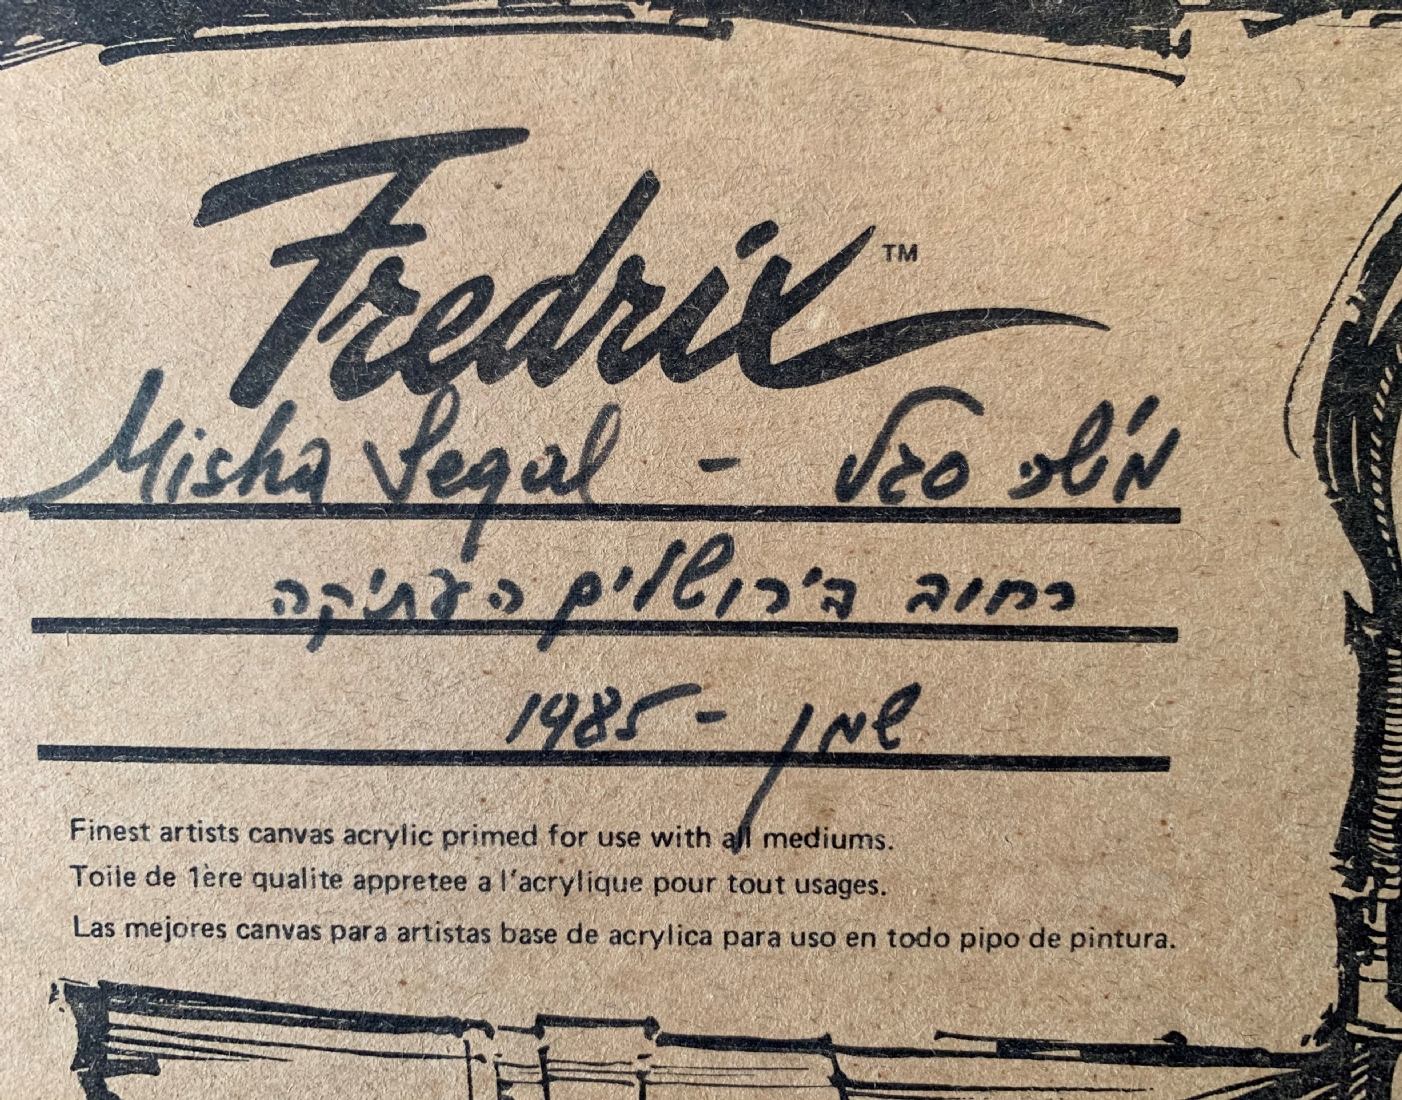 Fredrix™
Misha Segal - מישה סגל
רחוב בירושלים העתיקה
שמן - 1985
Finest artists canvas acrylic primed for use with all mediums.
Toile de 1ère qualite appretee a l'acrylique pour tout usages.
Las mejores canvas para artistas base de acrylica para uso en todo pipo de pintura.